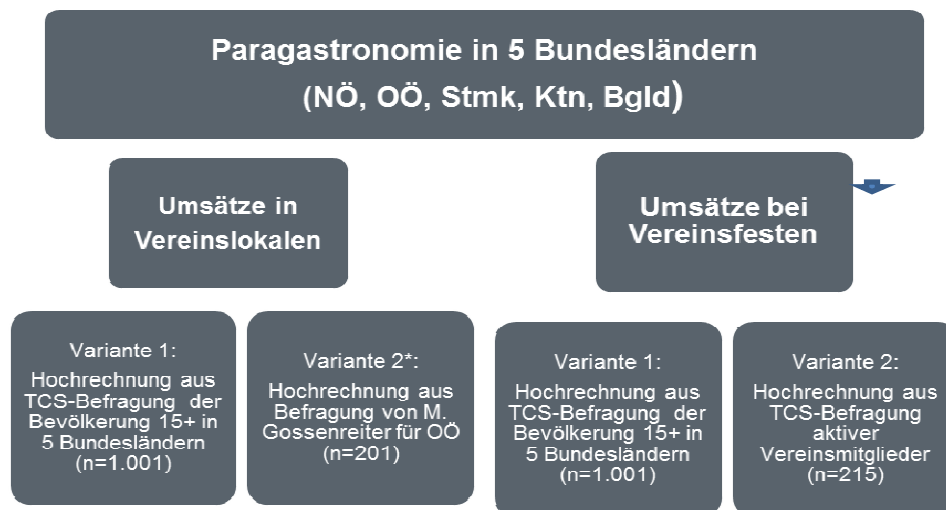 Paragastronomie in 5 Bundesländern
(NÖ, OÖ, Stmk, Ktn, Bgld)
Umsätze in
Vereinslokalen
Umsätze bei
Vereinsfesten
Variante 1:
Hochrechnung aus
TCS-Befragung der
Bevölkerung 15+ in
5 Bundesländern
(n=1.001)
Variante 2*:
Hochrechnung aus
Befragung von M.
Gossenreiter für OÖ
(n=201)
Variante 1:
Hochrechnung aus
TCS-Befragung der
Bevölkerung 15+ in
5 Bundesländern
(n=1.001)
Variante 2:
Hochrechnung aus
TCS-Befragung
aktiver
Vereinsmitglieder
(n=215)